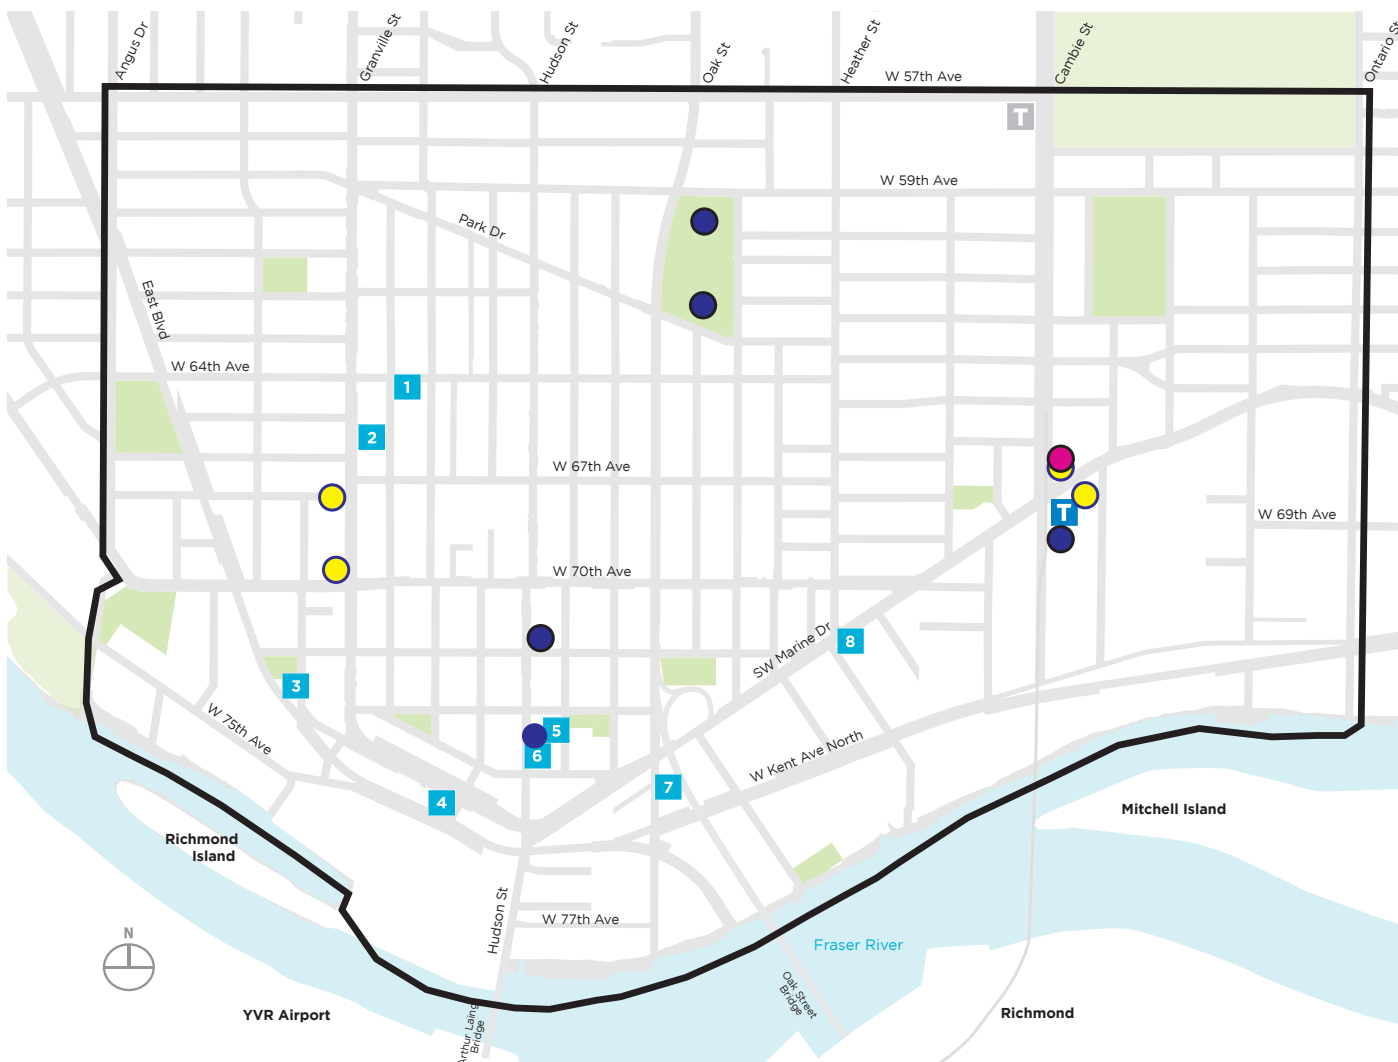 Angus Dr
Granville St
Hudson St
Oak St
Heather St
Cambie St
Ontario St
W 57th Ave
T
W 59th Ave
Park Dr
East Blvd
W 64th Ave
1
2
W 67th Ave
T
W 69th Ave
W 70th Ave
SW Marine Dr
8
3
W 75th Ave
5
6
W Kent Ave North
7
4
Mitchell Island
Richmond
Island
Hudson St
W 77th Ave
N
Fraser River
Oak Street
Bridge
YVR Airport
Arthur Laing
Bridge
Richmond